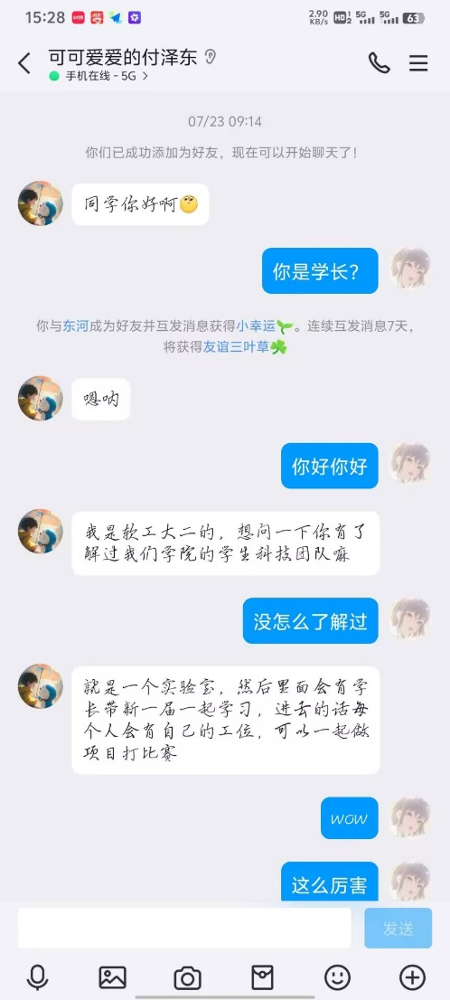 15:28
2.90 KB/s HD 1 2 5G 5G 63
可可爱爱的付泽东
手机在线 - 5G >
07/23 09:14
你们已成功添加为好友，现在可以开始聊天了！
同学你好啊
你是学长？
你与东河成为好友并互发消息获得小幸运。连续互发消息7天，
将获得友谊三叶草
嗯呐
你好你好
我是软工大二的，想问一下你有了
解过我们学院的学生科技团队嘛
没怎么了解过
就是一个实验室，然后里面会有学
长带新一届一起学习，进去的话每
个人会有自己的工位，可以一起做
项目打比赛
WOW
这么厉害
发送